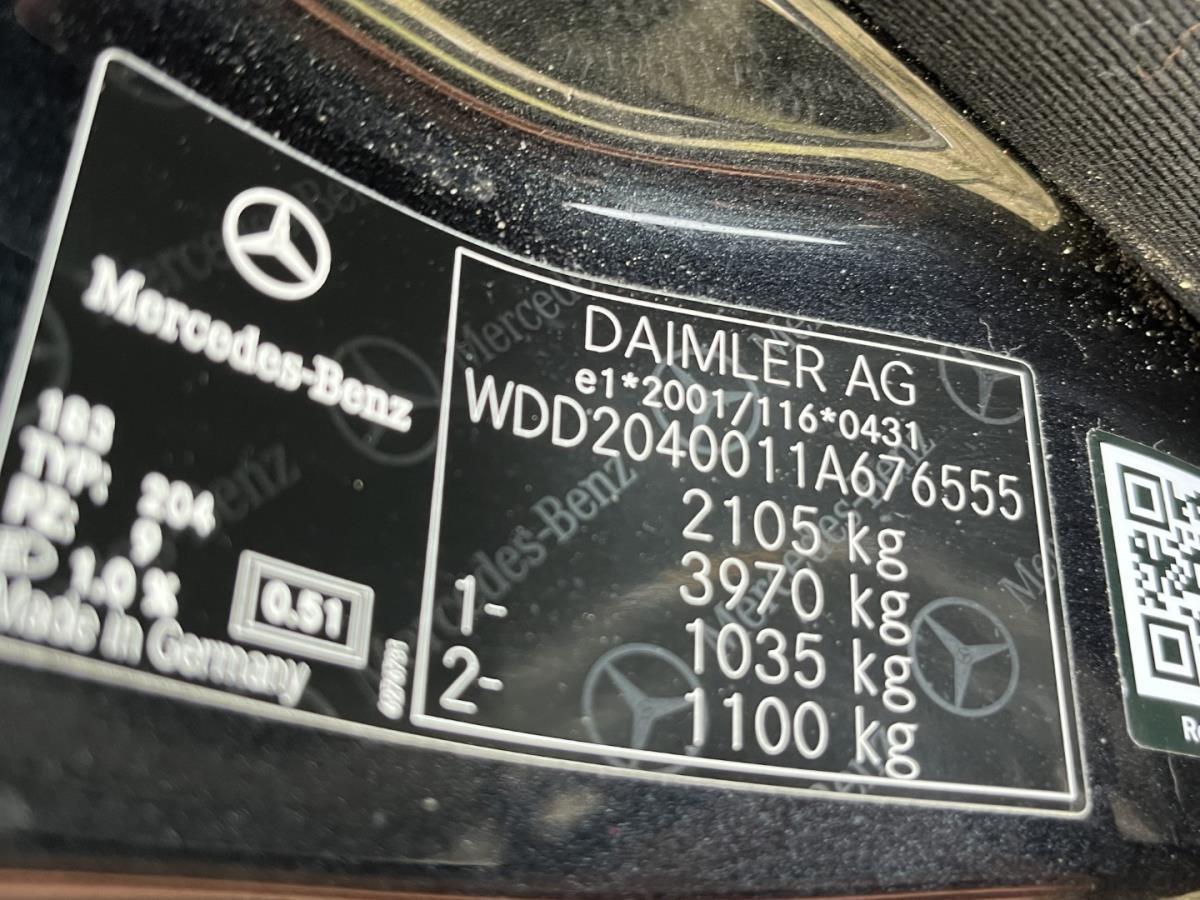 Mercedes-Benz
183
TYP: 204
PZ: 9
1.0 %
0.51
Made in Germany
DAIMLER AG
e1*2001/116*0431
WDD2040011A676555
2105 kg
3970 kg
1- 1035 kg
2- 1100 kg